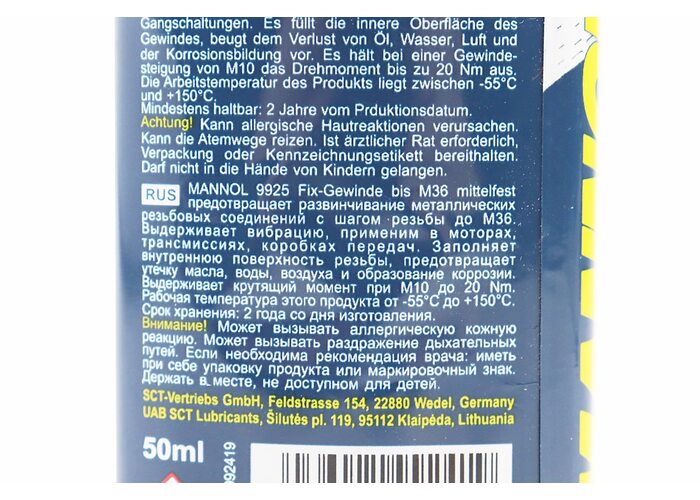 Gangschaltungen. Es füllt die innere Oberfläche des
Gewindes, beugt dem Verlust von Öl, Wasser, Luft und
der Korrosionsbildung vor. Es hält bei einer Gewinde-
steigung von M10 das Drehmoment bis zu 20 Nm aus.
Die Arbeitstemperatur des Produkts liegt zwischen -55°C
und +150°C.
Mindestens haltbar: 2 Jahre vom Prduktionsdatum.
Achtung! Kann allergische Hautreaktionen verursachen.
Kann die Atemwege reizen. Ist ärztlicher Rat erforderlich,
Verpackung oder Kennzeichnungsetikett bereithalten.
Darf nicht in die Hände von Kindern gelangen.
RUS MANNOL 9925 Fix-Gewinde bis M36 mittelfest
предотвращает развинчивание металлических
резьбовых соединений с шагом резьбы до М36.
Выдерживает вибрацию, применим в моторах,
трансмиссиях, коробках передач. Заполняет
внутреннюю поверхность резьбы, предотвращает
утечку масла, воды, воздуха и образование коррозии.
Выдерживает крутящий момент при М10 до 20 Nm.
Рабочая температура этого продукта от -55°С до +150°С.
Срок хранения: 2 года со дня изготовления.
Внимание! Может вызывать аллергическую кожную
реакцию. Может вызывать раздражение дыхательных
путей. Если необходима рекомендация врача: иметь
при себе упаковку продукта или маркировочный знак.
Держать в месте, не доступном для детей.
SCT-Vertriebs GmbH, Feldstrasse 154, 22880 Wedel, Germany
UAB SCT Lubricants, Šilutės pl. 119, 95112 Klaipėda, Lithuania
50ml